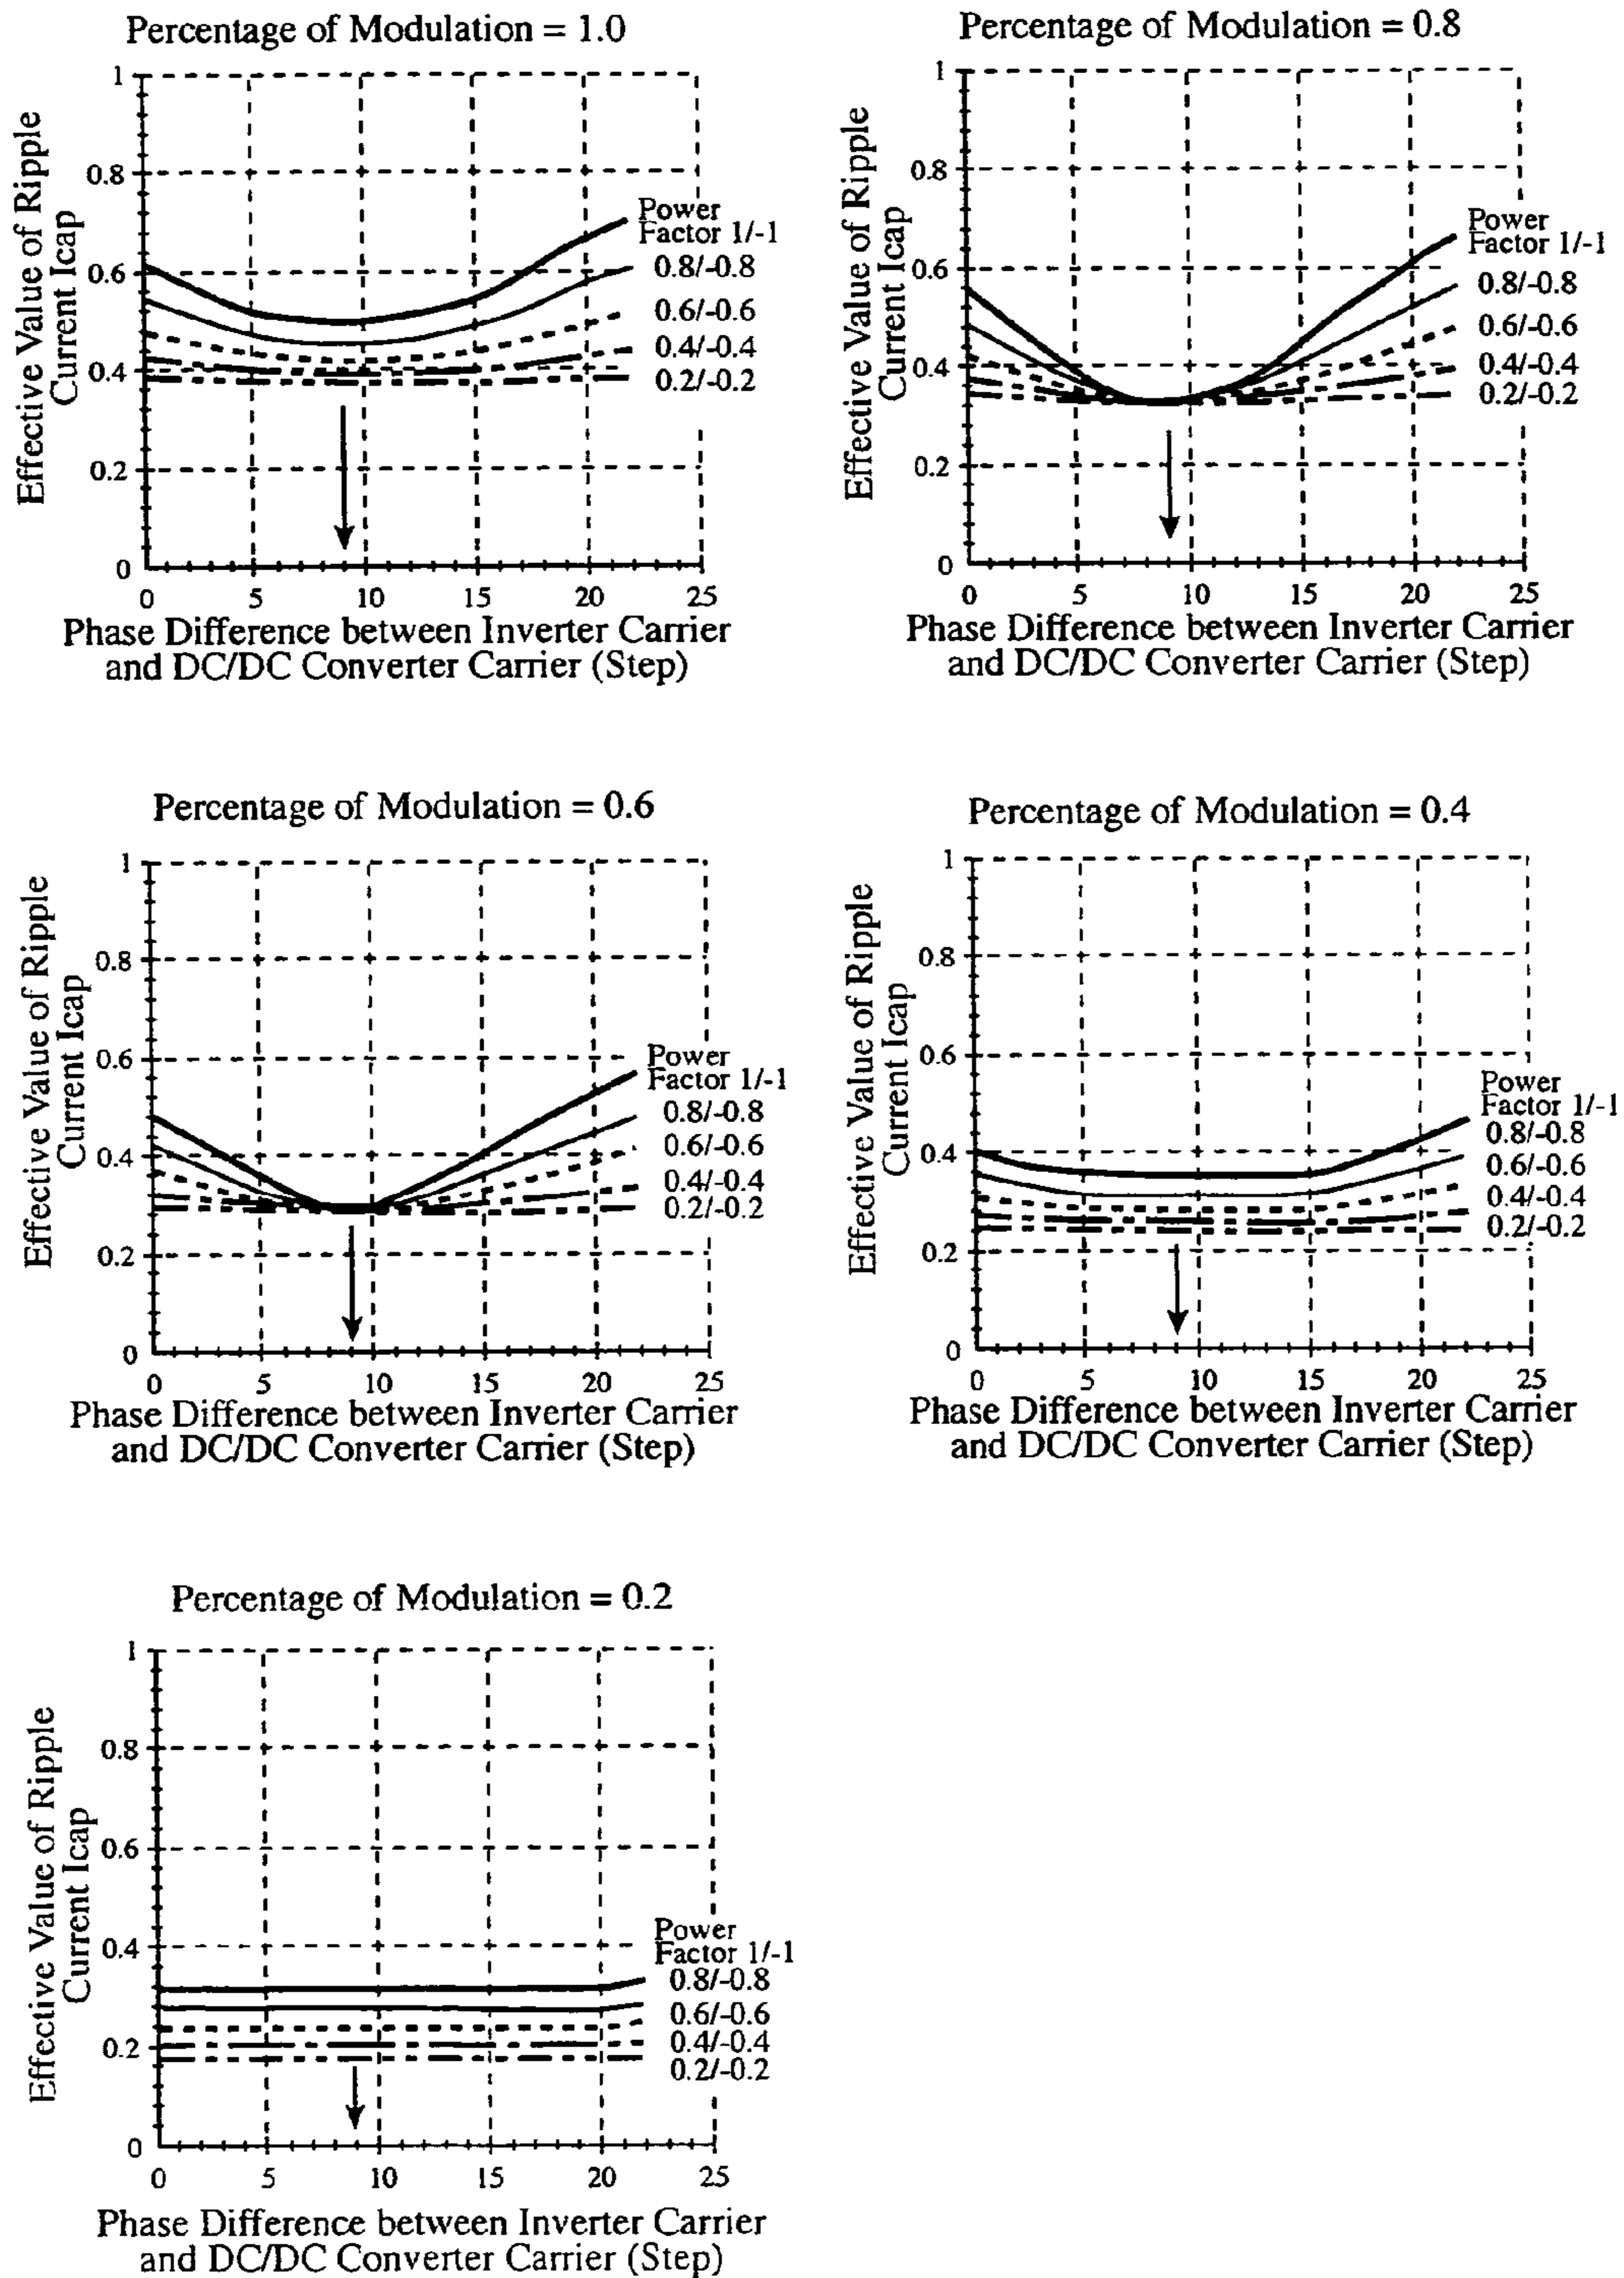 Percentage of Modulation = 1.0
Effective Value of Ripple
Current Icap
1
0.8
0.6
0.4
0.2
0
0 5 10 15 20 25
Power
Factor 1/-1
0.8/-0.8
0.6/-0.6
0.4/-0.4
0.2/-0.2
Phase Difference between Inverter Carrier
and DC/DC Converter Carrier (Step)
Percentage of Modulation = 0.8
Effective Value of Ripple
Current Icap
1
0.8
0.6
0.4
0.2
0
0 5 10 15 20 25
Power
Factor 1/-1
0.8/-0.8
0.6/-0.6
0.4/-0.4
0.2/-0.2
Phase Difference between Inverter Carrier
and DC/DC Converter Carrier (Step)
Percentage of Modulation = 0.6
Effective Value of Ripple
Current Icap
1
0.8
0.6
0.4
0.2
0
0 5 10 15 20 25
Power
Factor 1/-1
0.8/-0.8
0.6/-0.6
0.4/-0.4
0.2/-0.2
Phase Difference between Inverter Carrier
and DC/DC Converter Carrier (Step)
Percentage of Modulation = 0.4
Effective Value of Ripple
Current Icap
1
0.8
0.6
0.4
0.2
0
0 5 10 15 20 25
Power
Factor 1/-1
0.8/-0.8
0.6/-0.6
0.4/-0.4
0.2/-0.2
Phase Difference between Inverter Carrier
and DC/DC Converter Carrier (Step)
Percentage of Modulation = 0.2
Effective Value of Ripple
Current Icap
1
0.8
0.6
0.4
0.2
0
0 5 10 15 20 25
Power
Factor 1/-1
0.8/-0.8
0.6/-0.6
0.4/-0.4
0.2/-0.2
Phase Difference between Inverter Carrier
and DC/DC Converter Carrier (Step)